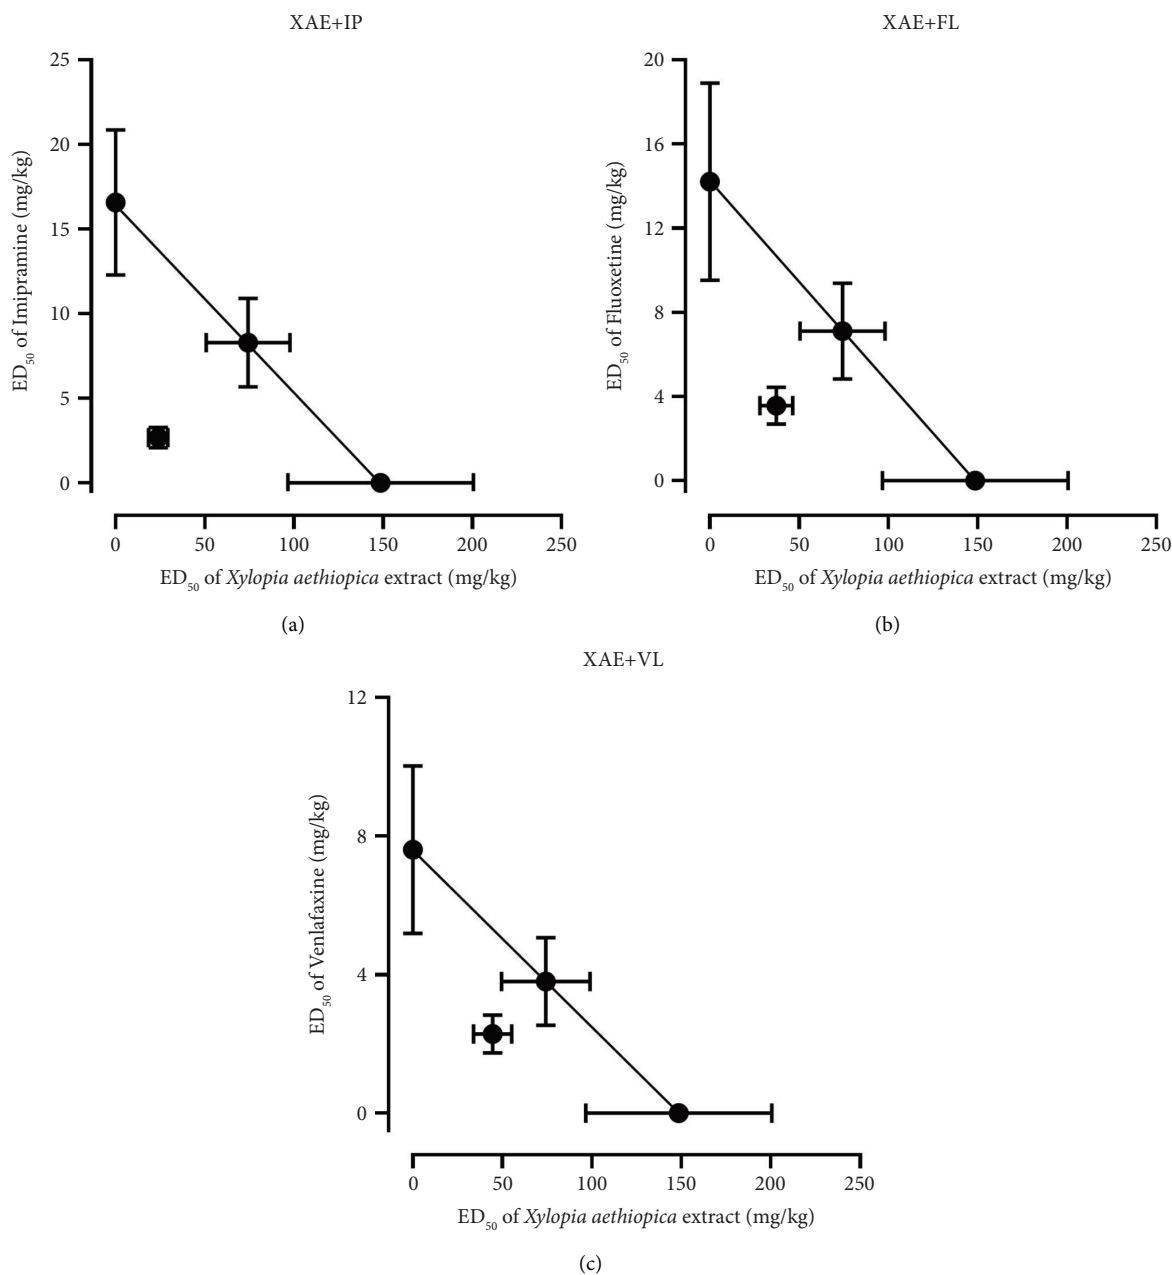 XAE+IP
25
20
15
10
5
0
ED50 of Imipramine (mg/kg)
0 50 100 150 200 250
ED50 of Xylopia aethiopica extract (mg/kg)
(a)
XAE+FL
20
16
12
8
4
0
ED50 of Fluoxetine (mg/kg)
0 50 100 150 200 250
ED50 of Xylopia aethiopica extract (mg/kg)
(b)
XAE+VL
12
8
4
0
ED50 of Venlafaxine (mg/kg)
0 50 100 150 200 250
ED50 of Xylopia aethiopica extract (mg/kg)
(c)